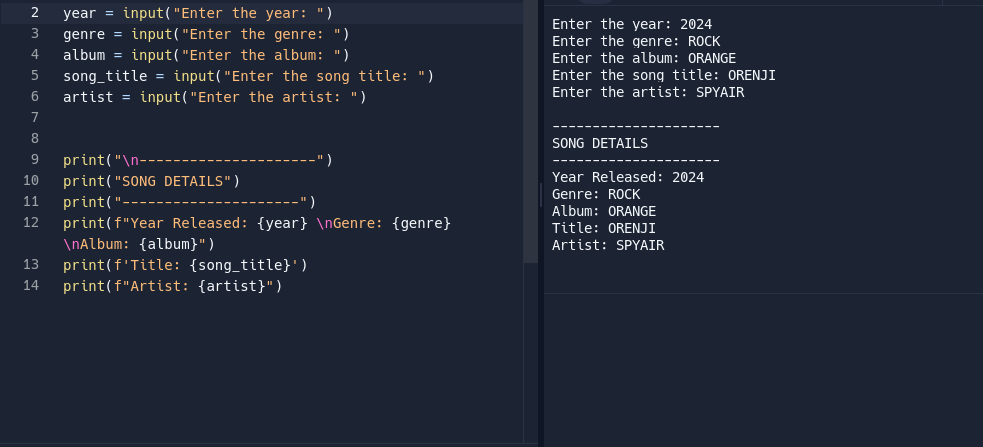 2 year = input("Enter the year: ")
3 genre = input("Enter the genre: ")
4 album = input("Enter the album: ")
5 song_title = input("Enter the song title: ")
6 artist = input("Enter the artist: ")
7
8
9 print("\n---------------------")
10 print("SONG DETAILS")
11 print("---------------------")
12 print(f"Year Released: {year} \nGenre: {genre}
\nAlbum: {album}")
13 print(f'Title: {song_title}')
14 print(f"Artist: {artist}")
Enter the year: 2024
Enter the genre: ROCK
Enter the album: ORANGE
Enter the song title: ORENJI
Enter the artist: SPYAIR
---------------------
SONG DETAILS
---------------------
Year Released: 2024
Genre: ROCK
Album: ORANGE
Title: ORENJI
Artist: SPYAIR